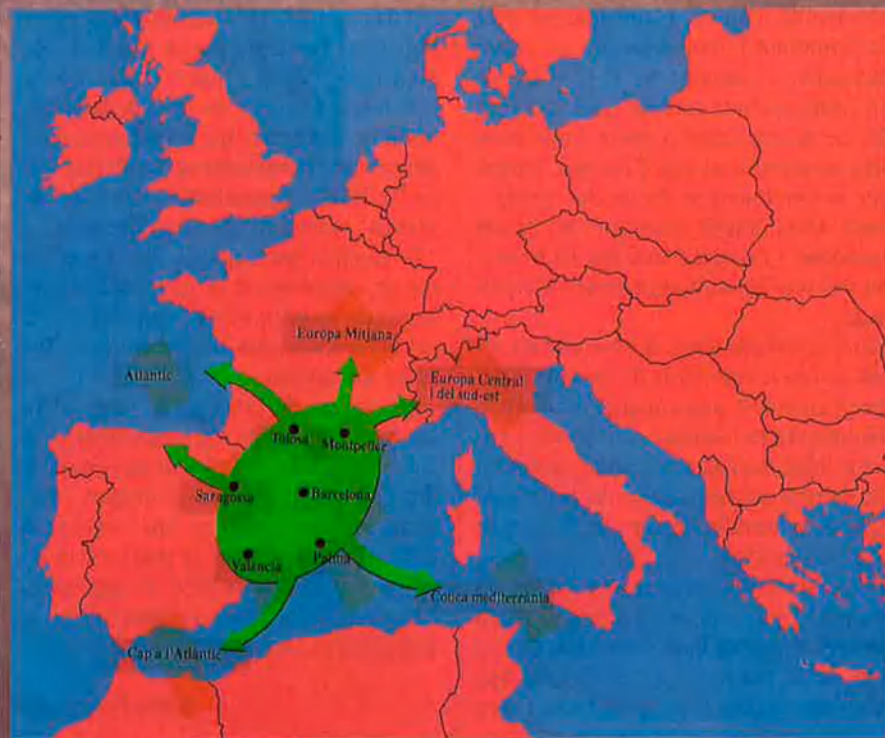 Europa Mitjana
Atlàntic
Europa Central
i del sud-est
Tolosa
Montpeller
Saragossa
Barcelona
València
Palma
Conca mediterrània
Cap a l'Atlàntic